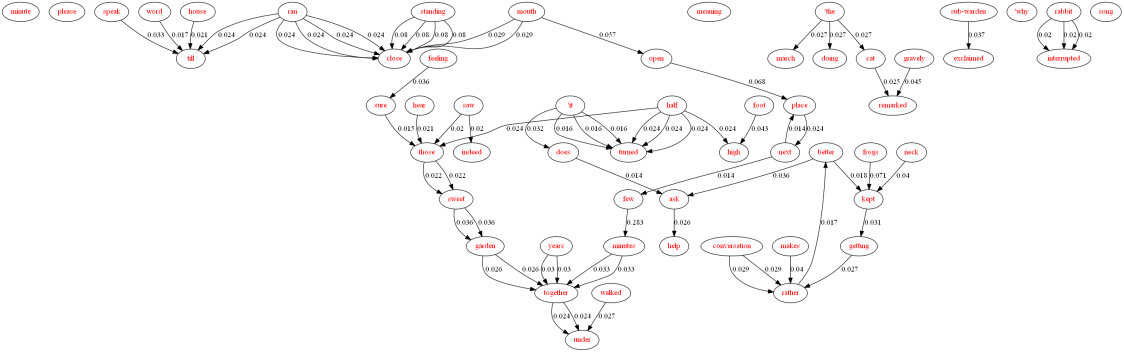 minute please speak word house ran standing mouth meaning 'the sub-warden 'why rabbit song
0.033 0.017 0.021 0.024 0.024 0.024 0.024 0.024 0.024 0.08 0.08 0.08 0.08 0.029 0.029 0.057 0.027 0.027 0.027 0.037 0.02 0.02 0.02
till close feeling open march doing cat gravely exclaimed interrupted
0.036 0.068 0.025 0.045
sure hear saw 'it half foot place remarked
0.015 0.021 0.02 0.02 0.024 0.032 0.016 0.016 0.016 0.024 0.024 0.024 0.024 0.043 0.014 0.024
those indeed does turned high next better frogs neck
0.022 0.022 0.014 0.014 0.036 0.018 0.071 0.04
sweet few ask kept
0.036 0.036 0.283 0.026 0.017 0.031
garden years minutes help conversation makes getting
0.026 0.026 0.03 0.03 0.033 0.033 0.029 0.029 0.04 0.027
together walked rather
0.024 0.024 0.027
under